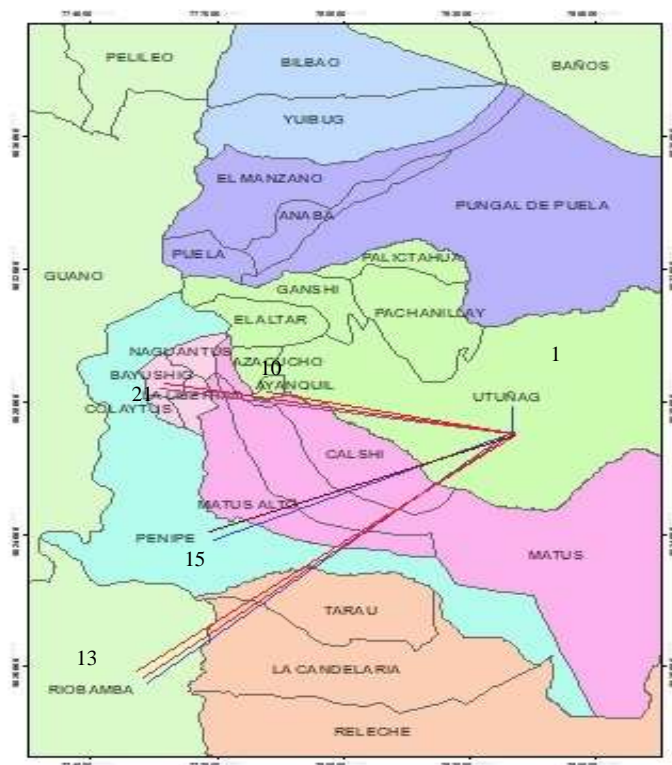 PELILEO
BILBAO
BAÑOS
YUIBUG
EL MANZANO
PUNGAL DE PUELA
ANABA
PUELA
PALICTAHUA
GUANO
GANSHI
EL ALTAR
PACHANILLAY
NAGUANTUS
AZACUCHO
1
10
BAYUSHIG
AYANQUIL
21
LA LIBERTAD
UTUÑAG
COLAYTUS
CALSHI
MATUS ALTO
PENIPE
15
MATUS
TARAU
13
LA CANDELARIA
RIOBAMBA
RELECHE